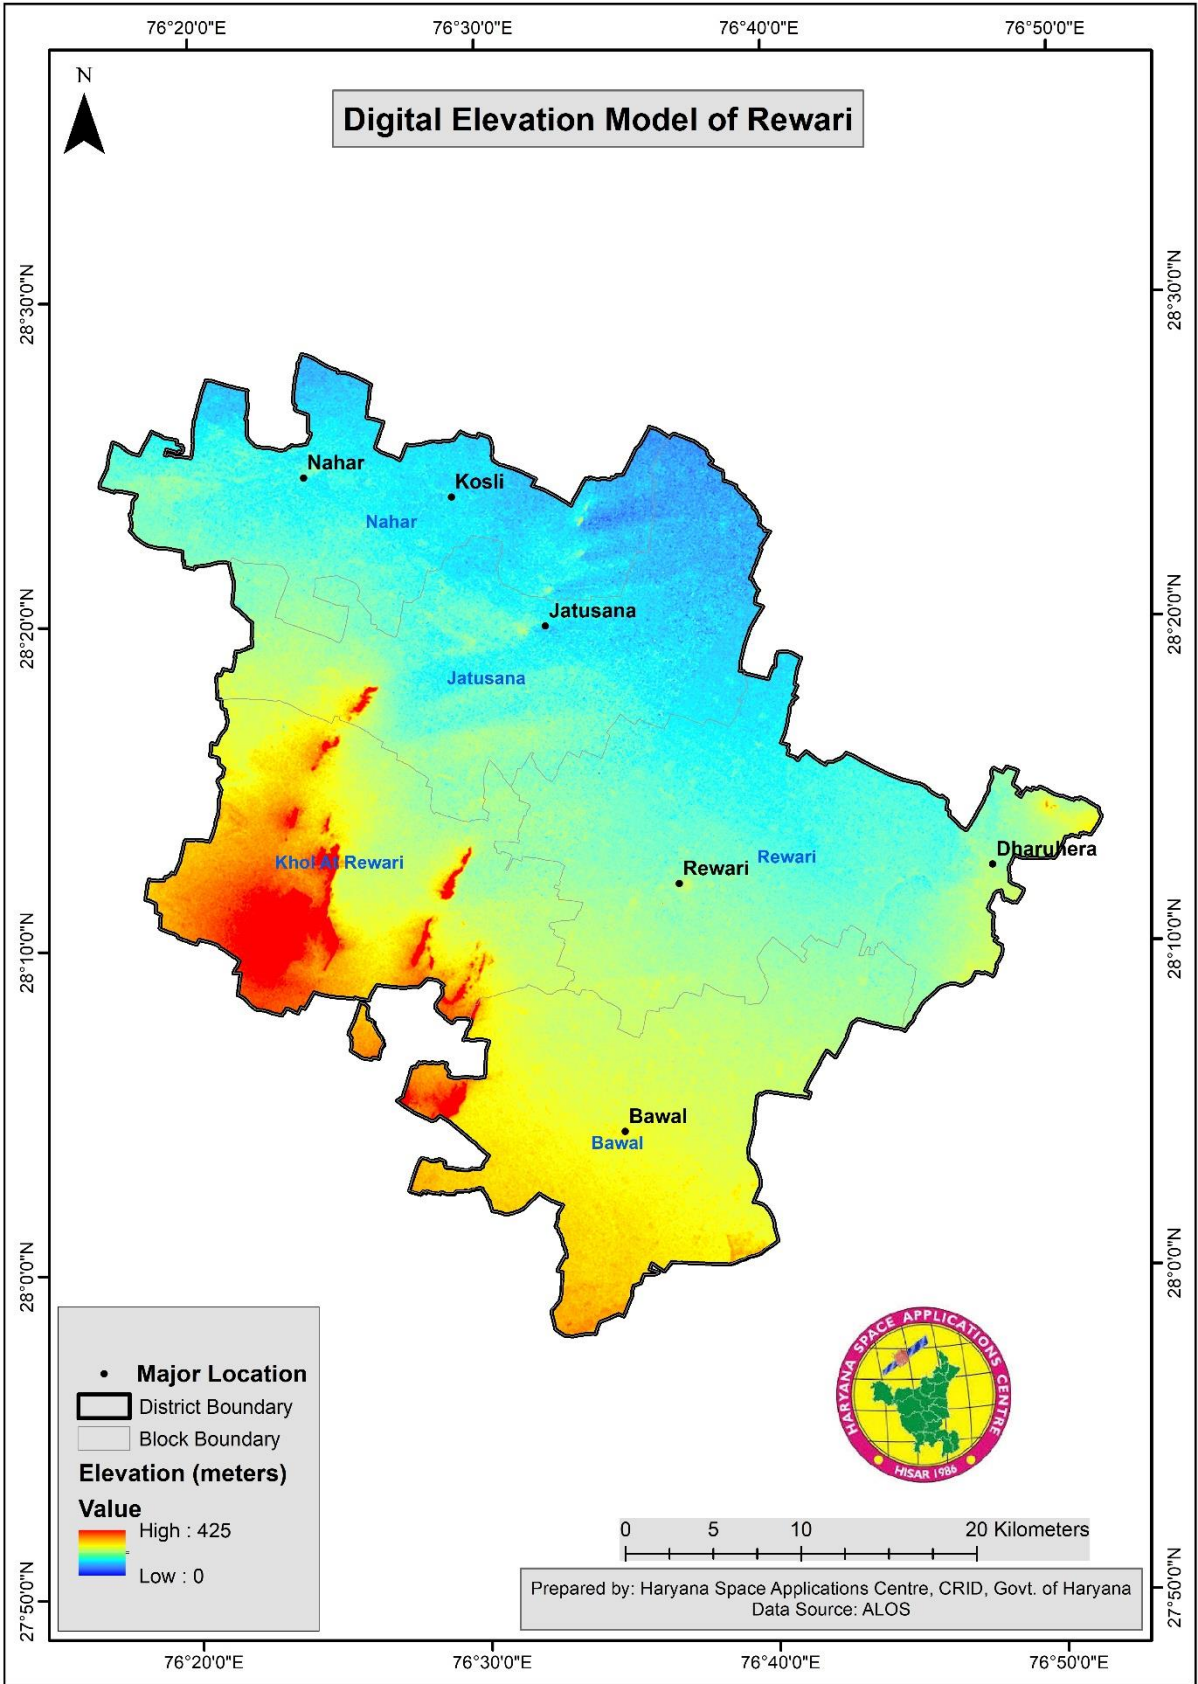 76°20'0"E 76°30'0"E 76°40'0"E 76°50'0"E
N
Digital Elevation Model of Rewari
28°30'0"N 28°30'0"N
Nahar
Kosli
Nahar
Jatusana
28°20'0"N 28°20'0"N
Jatusana
Dharuhera
Khol At Rewari
Rewari
Rewari
28°10'0"N 28°10'0"N
Bawal
Bawal
28°0'0"N 28°0'0"N
HARYANA SPACE APPLICATIONS CENTRE
HISAR 1986
Major Location
District Boundary
Block Boundary
Elevation (meters)
Value
High : 425
Low : 0
0 5 10 20 Kilometers
Prepared by: Haryana Space Applications Centre, CRID, Govt. of Haryana
Data Source: ALOS
27°50'0"N 27°50'0"N
76°20'0"E 76°30'0"E 76°40'0"E 76°50'0"E